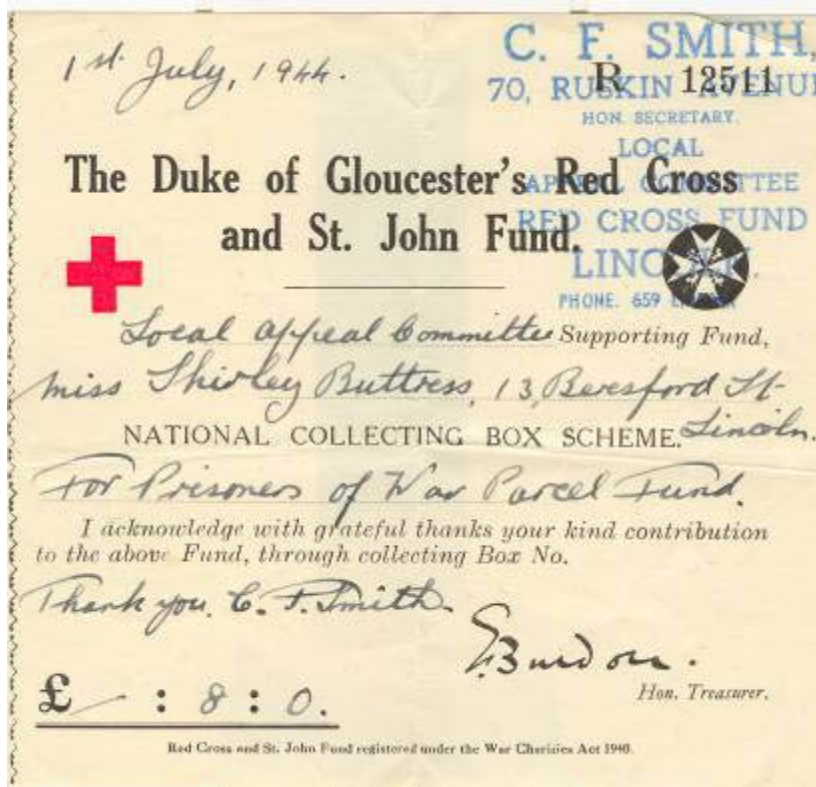 1st July, 1944.
C. F. SMITH,
R 12511
70, RUSKIN AVENUE
HON. SECRETARY.
LOCAL
APPEAL COMMITTEE
RED CROSS FUND
LINCOLN.
PHONE. 659 LINCOLN
The Duke of Gloucester's Red Cross
and St. John Fund.
Local Appeal Committee Supporting Fund,
Miss Shirley Buttress, 13, Beresford St
NATIONAL COLLECTING BOX SCHEME. Lincoln.
For Prisoners of War Parcel Fund.
I acknowledge with grateful thanks your kind contribution
to the above Fund, through collecting Box No.
Thank you. C. F. Smith.
Hon. Treasurer.
£ — : 8 : 0.
Red Cross and St. John Fund registered under the War Charities Act 1940.